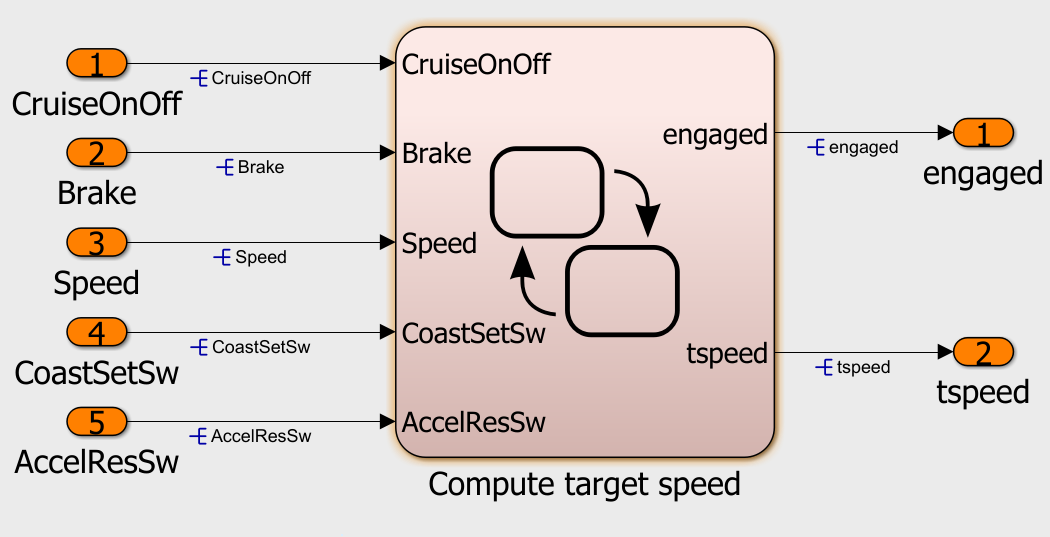 1
CruiseOnOff
CruiseOnOff
CruiseOnOff
2
Brake
Brake
Brake
3
Speed
Speed
Speed
4
CoastSetSw
CoastSetSw
CoastSetSw
5
AccelResSw
AccelResSw
AccelResSw
engaged
engaged
1
engaged
tspeed
tspeed
2
tspeed
Compute target speed